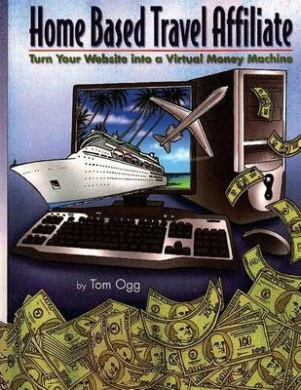 Home Based Travel Affiliate
Turn Your Website into a Virtual Money Machine
by Tom Ogg